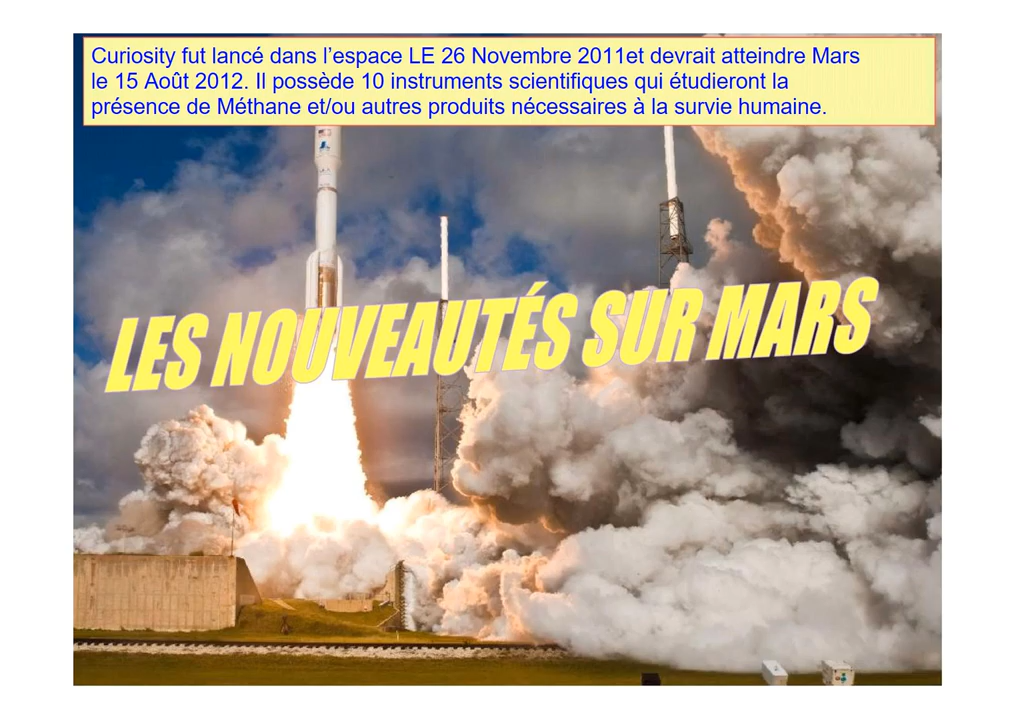 Curiosity fut lancé dans l’espace LE 26 Novembre 2011et devrait atteindre Mars
le 15 Août 2012. Il possède 10 instruments scientifiques qui étudieront la
présence de Méthane et/ou autres produits nécessaires à la survie humaine.
LES NOUVEAUTÉS SUR MARS